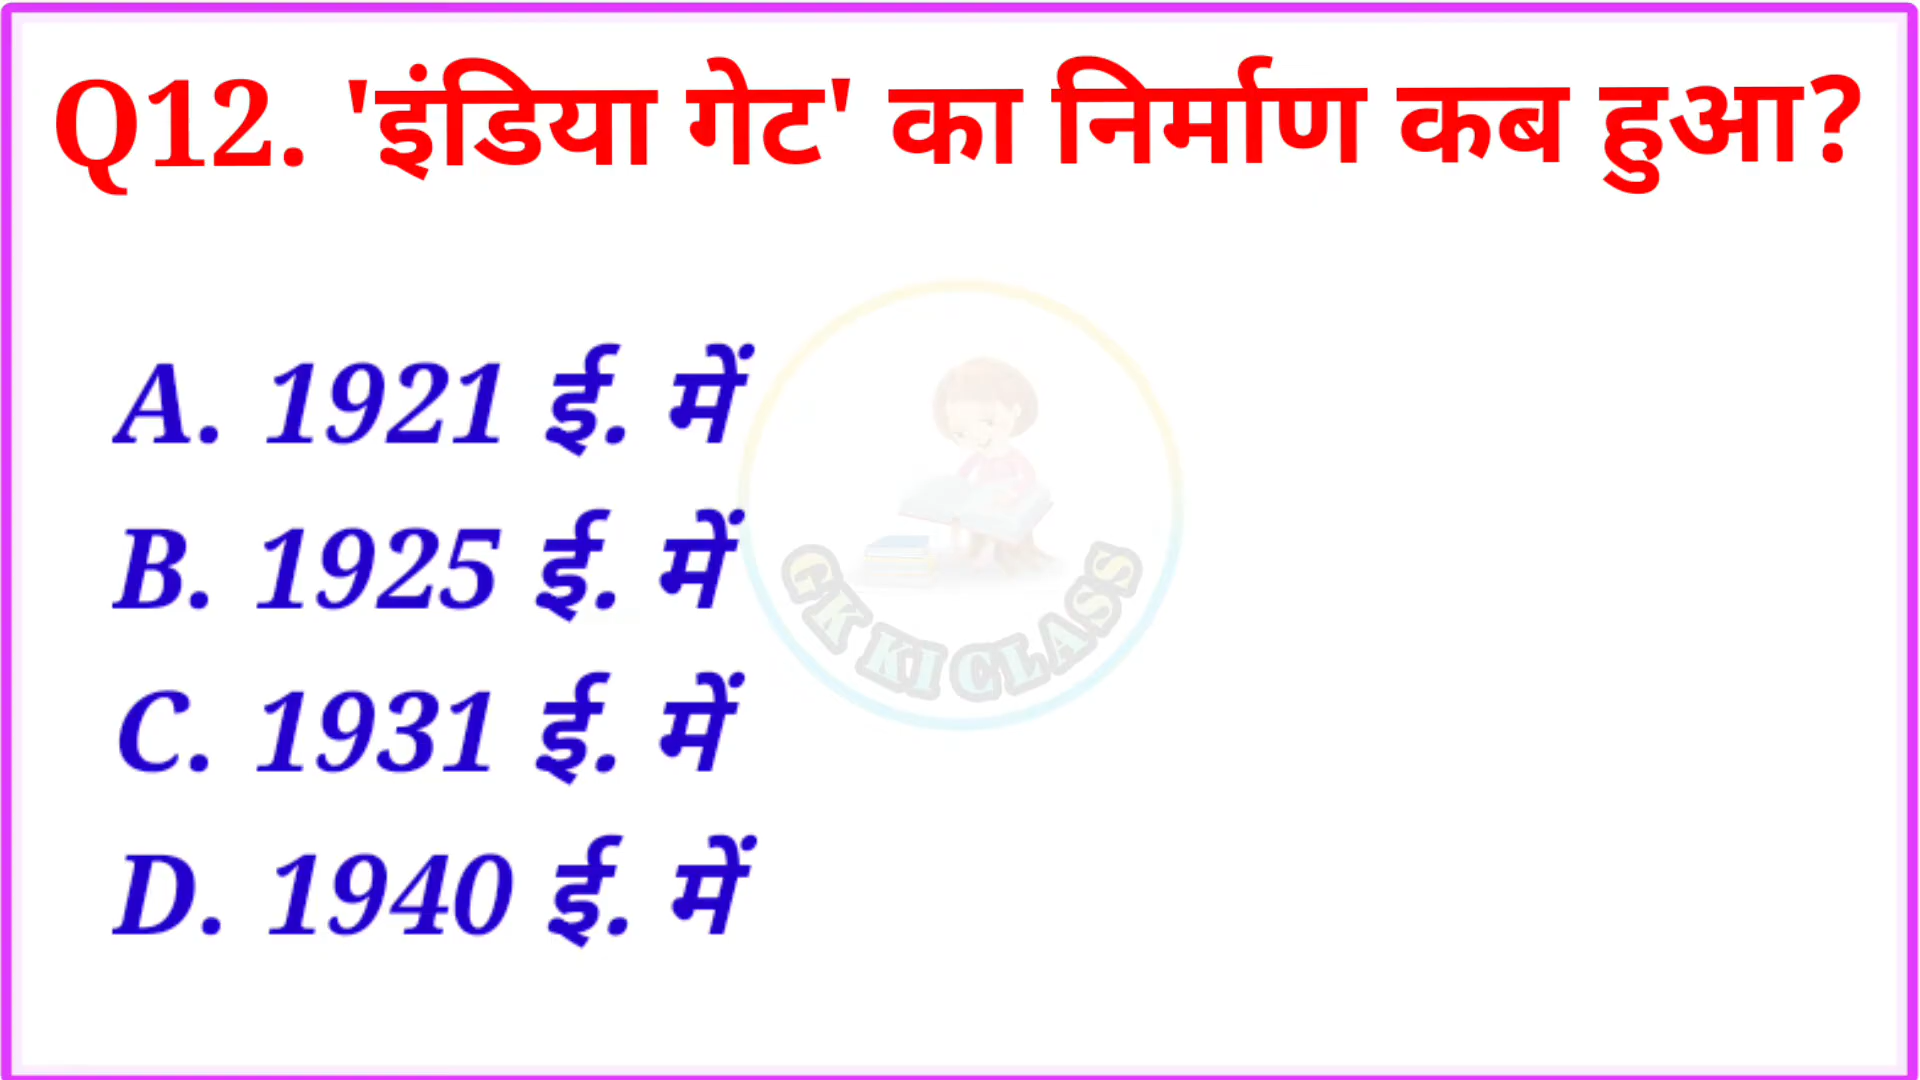 Q12. 'इंडिया गेट' का निर्माण कब हुआ?
A. 1921 ई. में
B. 1925 ई. में
C. 1931 ई. में
D. 1940 ई. में
GK KI CLASS